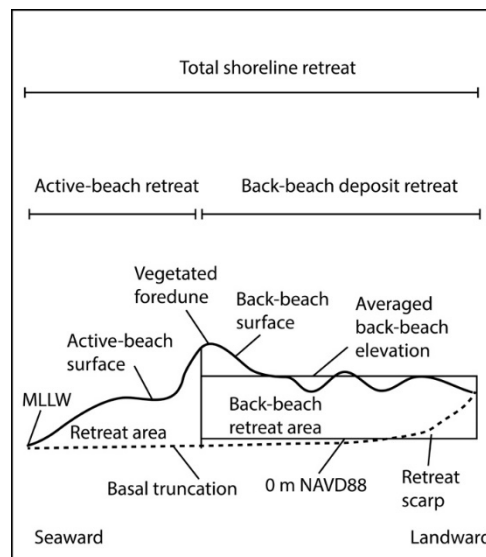 Total shoreline retreat
Active-beach retreat
Back-beach deposit retreat
Vegetated
foredune
Back-beach
surface
Averaged
back-beach
elevation
Active-beach
surface
MLLW
Retreat area
Back-beach
retreat area
Basal truncation
0 m NAVD88
Retreat
scarp
Seaward
Landward